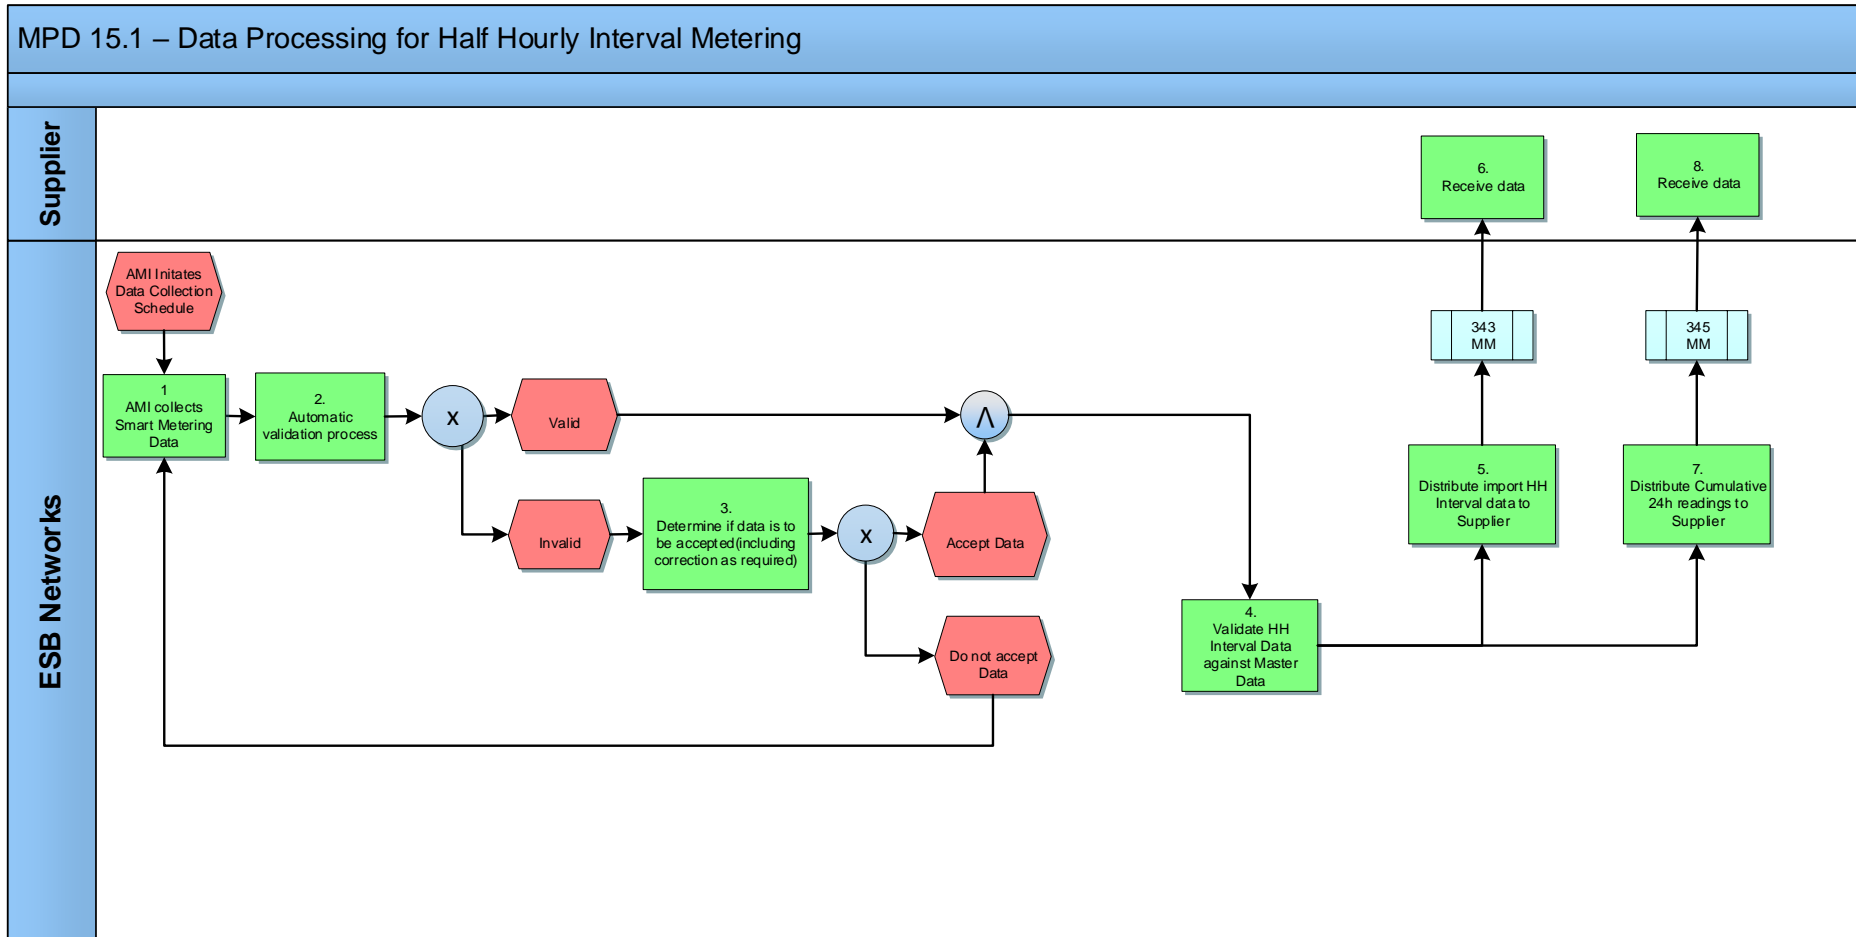 MPD 15.1 – Data Processing for Half Hourly Interval Metering
Supplier
6.
Receive data
8.
Receive data
ESB Networks
AMI Initates
Data Collection
Schedule
343
MM
345
MM
1
AMI collects
Smart Metering
Data
2.
Automatic
validation process
X
Valid
Λ
Invalid
3.
Determine if data is to
be accepted(including
correction as required)
X
Accept Data
5.
Distribute import HH
Interval data to
Supplier
7.
Distribute Cumulative
24h readings to
Supplier
Do not accept
Data
4.
Validate HH
Interval Data
against Master
Data